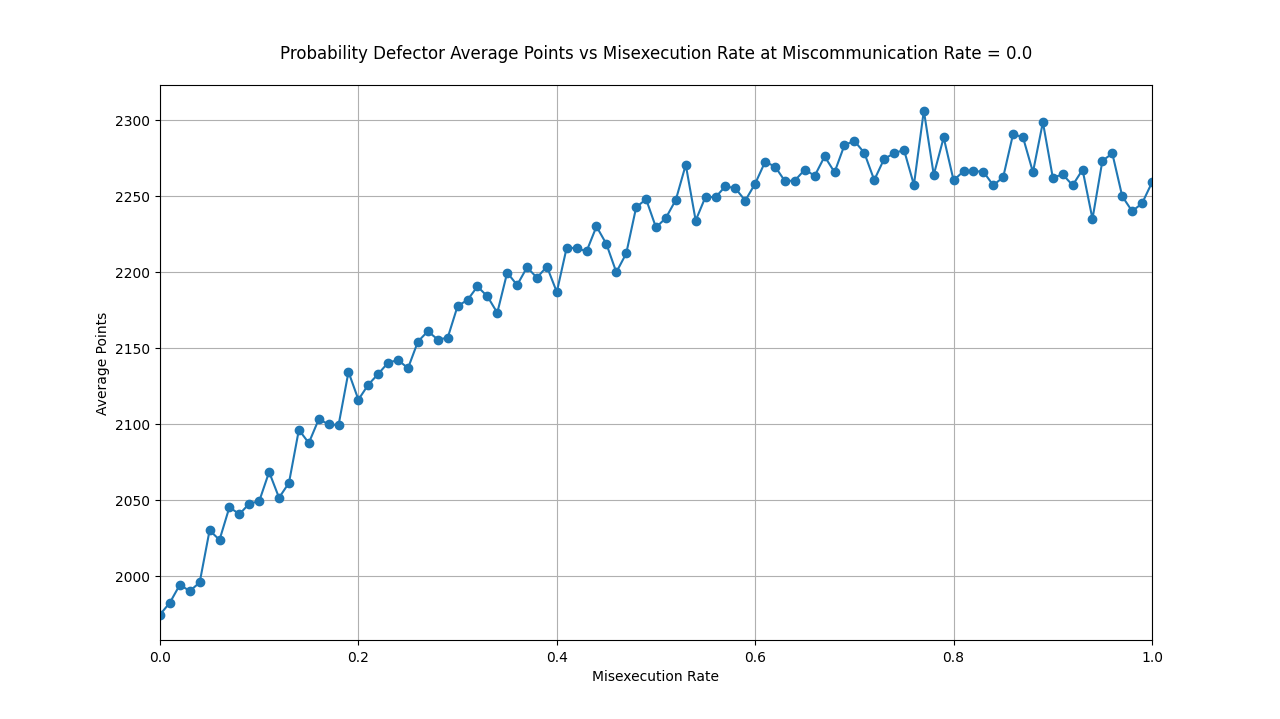 Probability Defector Average Points vs Misexecution Rate at Miscommunication Rate = 0.0
2300
2250
2200
2150
2100
2050
2000
Average Points
0.0 0.2 0.4 0.6 0.8 1.0
Misexecution Rate